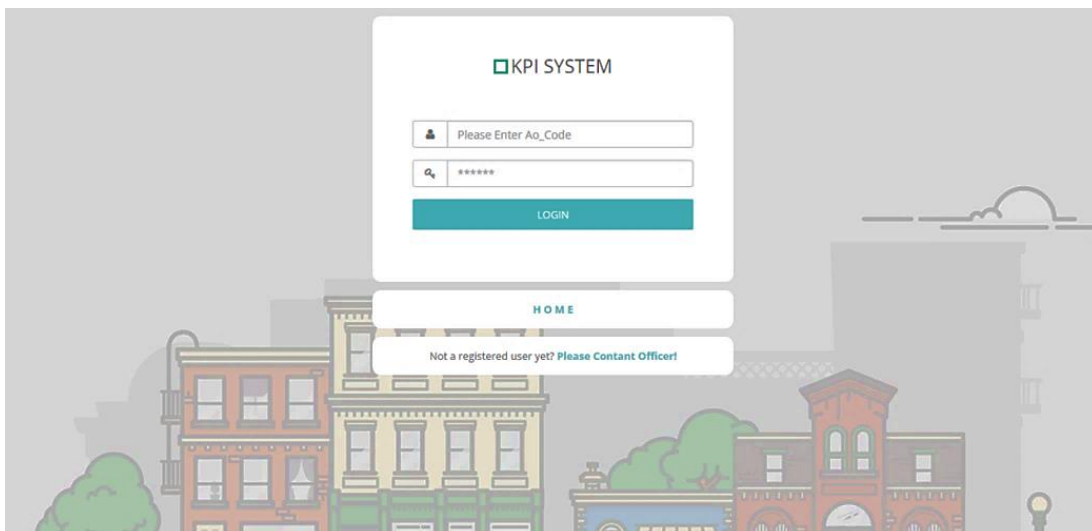 KPI SYSTEM
Please Enter Ao_Code
******
LOGIN
HOME
Not a registered user yet? Please Contant Officer!